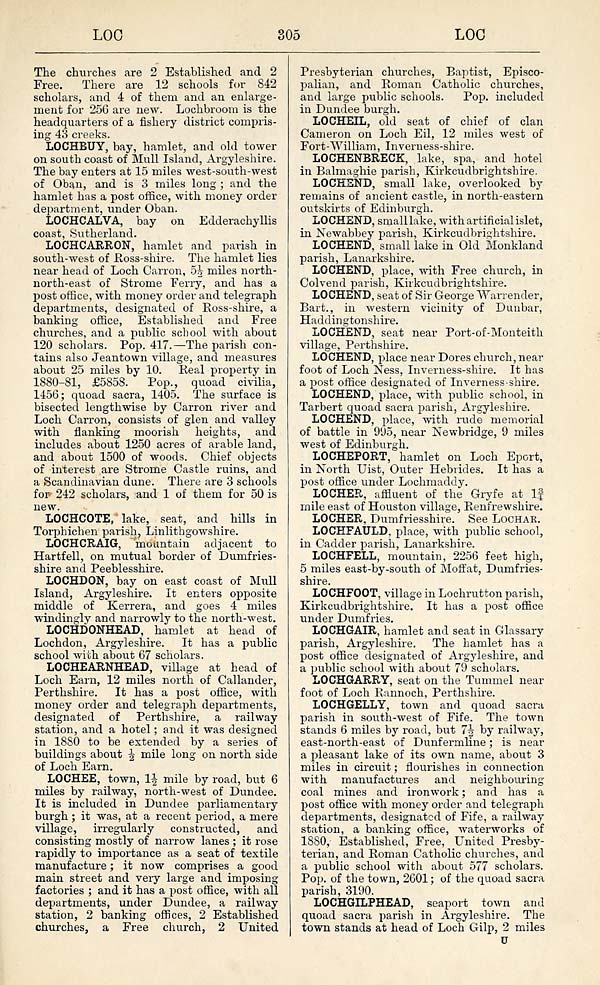 LOC 305 LOC
The churches are 2 Established and 2
Free. There are 12 schools for 842
scholars, and 4 of them and an enlarge-
ment for 256 are new. Lochbroom is the
headquarters of a fishery district compris-
ing 43 creeks.
LOCHBUY, bay, hamlet, and old tower
on south coast of Mull Island, Argyleshire.
The bay enters at 15 miles west-south-west
of Oban, and is 3 miles long; and the
hamlet has a post office, with money order
department, under Oban.
LOCHCALVA, bay on Edderachyllis
coast, Sutherland.
LOCHCARRON, hamlet and parish in
south-west of Ross-shire. The hamlet lies
near head of Loch Carron, 5½ miles north-
north-east of Strome Ferry, and has a
post office, with money order and telegraph
departments, designated of Ross-shire, a
banking office, Established and Free
churches, and a public school with about
120 scholars. Pop. 417.—The parish con-
tains also Jeantown village, and measures
about 25 miles by 10. Real property in
1880-81, £5858. Pop., quoad civilia,
1456; quoad sacra, 1405. The surface is
bisected lengthwise by Carron river and
Loch Carron, consists of glen and valley
with flanking moorish heights, and
includes about 1250 acres of arable land,
and about 1500 of woods. Chief objects
of interest are Strome Castle ruins, and
a Scandinavian dune. There are 3 schools
for 242 scholars, and 1 of them for 50 is
new.
LOCHCOTE, lake, seat, and hills in
Torphichen parish, Linlithgowshire.
LOCHCRAIG, mountain adjacent to
Hartfell, on mutual border of Dumfries-
shire and Peeblesshire.
LOCHDON, bay on east coast of Mull
Island, Argyleshire. It enters opposite
middle of Kerrera, and goes 4 miles
windingly and narrowly to the north-west.
LOCHDONHEAD, hamlet at head of
Lochdon, Argyleshire. It has a public
school with about 67 scholars.
LOCHEARNHEAD, village at head of
Loch Earn, 12 miles north of Callander,
Perthshire. It has a post office, with
money order and telegraph departments,
designated of Perthshire, a railway
station, and a hotel; and it was designed
in 1880 to be extended by a series of
buildings about ½ mile long on north side
of Loch Earn.
LOCHEE, town, 1½ mile by road, but 6
miles by railway, north-west of Dundee.
It is included in Dundee parliamentary
burgh; it was, at a recent period, a mere
village, irregularly constructed, and
consisting mostly of narrow lanes; it rose
rapidly to importance as a seat of textile
manufacture; it now comprises a good
main street and very large and imposing
factories; and it has a post office, with all
departments, under Dundee, a railway
station, 2 banking offices, 2 Established
churches, a Free church, 2 United
Presbyterian churches, Baptist, Episco-
palian, and Roman Catholic churches,
and large public schools. Pop. included
in Dundee burgh.
LOCHEIL, old seat of chief of clan
Cameron on Loch Eil, 12 miles west of
Fort-William, Inverness-shire.
LOCHENBRECK, lake, spa, and hotel
in Balmaghie parish, Kirkcudbrightshire.
LOCHEND, small lake, overlooked by
remains of ancient castle, in north-eastern
outskirts of Edinburgh.
LOCHEND, small lake, with artificial islet,
in Newabbey parish, Kirkcudbrightshire.
LOCHEND, small lake in Old Monkland
parish, Lanarkshire.
LOCHEND, place, with Free church, in
Colvend parish, Kirkcudbrightshire.
LOCHEND, seat of Sir George Warrender,
Bart., in western vicinity of Dunbar,
Haddingtonshire.
LOCHEND, seat near Port-of-Monteith
village, Perthshire.
LOCHEND, place near Dores church, near
foot of Loch Ness, Inverness-shire. It has
a post office designated of Inverness-shire.
LOCHEND, place, with public school, in
Tarbert quoad sacra parish, Argyleshire.
LOCHEND, place, with rude memorial
of battle in 995, near Newbridge, 9 miles
west of Edinburgh.
LOCHEPORT, hamlet on Loch Eport,
in North Uist, Outer Hebrides. It has a
post office under Lochmaddy.
LOCHER, affluent of the Gryfe at 1¾
mile east of Houston village, Renfrewshire.
LOCHER, Dumfriesshire. See LOCHAR.
LOCHFAULD, place, with public school,
in Cadder parish, Lanarkshire.
LOCHFELL, mountain, 2256 feet high,
5 miles east-by-south of Moffat, Dumfries-
shire.
LOCHFOOT, village in Lochrutton parish,
Kirkcudbrightshire. It has a post office
under Dumfries.
LOCHGAIR, hamlet and seat in Glassary
parish, Argyleshire. The hamlet has a
post office designated of Argyleshire, and
a public school with about 79 scholars.
LOCHGARRY, seat on the Tummel near
foot of Loch Rannoch, Perthshire.
LOCHGELLY, town and quoad sacra
parish in south-west of Fife. The town
stands 6 miles by road, but 7½ by railway,
east-north-east of Dunfermline; is near
a pleasant lake of its own name, about 3
miles in circuit; flourishes in connection
with manufactures and neighbouring
coal mines and ironwork; and has a
post office with money order and telegraph
departments, designated of Fife, a railway
station, a banking office, waterworks of
1880, Established, Free, United Presby-
terian, and Roman Catholic churches, and
a public school with about 577 scholars.
Pop. of the town, 2601; of the quoad sacra
parish, 3190.
LOCHGILPHEAD, seaport town and
quoad sacra parish in Argyleshire. The
town stands at head of Loch Gilp, 2 miles
U